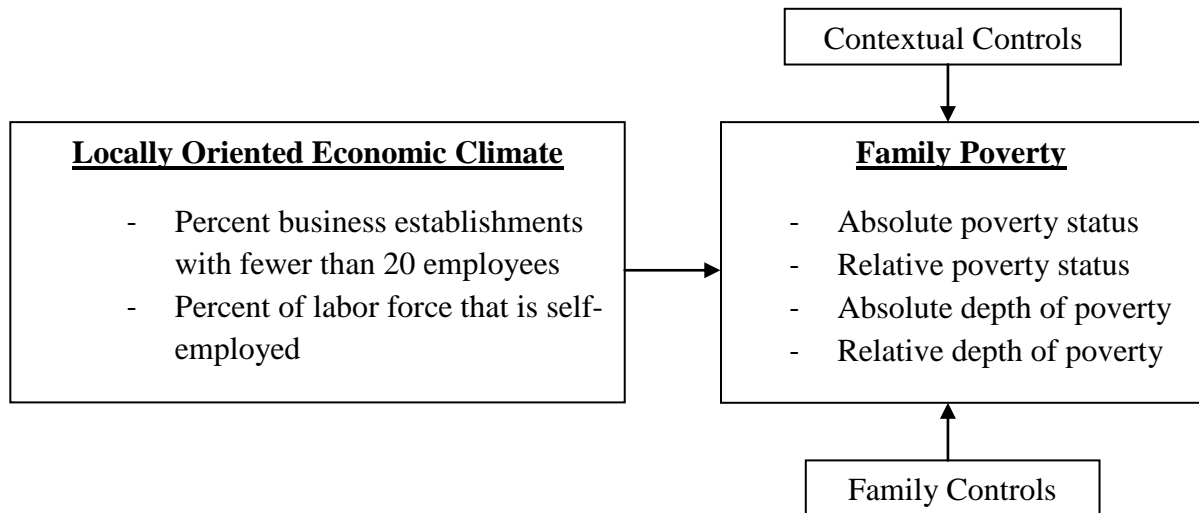 Contextual Controls
Locally Oriented Economic Climate
- Percent business establishments
with fewer than 20 employees
- Percent of labor force that is self-
employed
Family Poverty
- Absolute poverty status
- Relative poverty status
- Absolute depth of poverty
- Relative depth of poverty
Family Controls